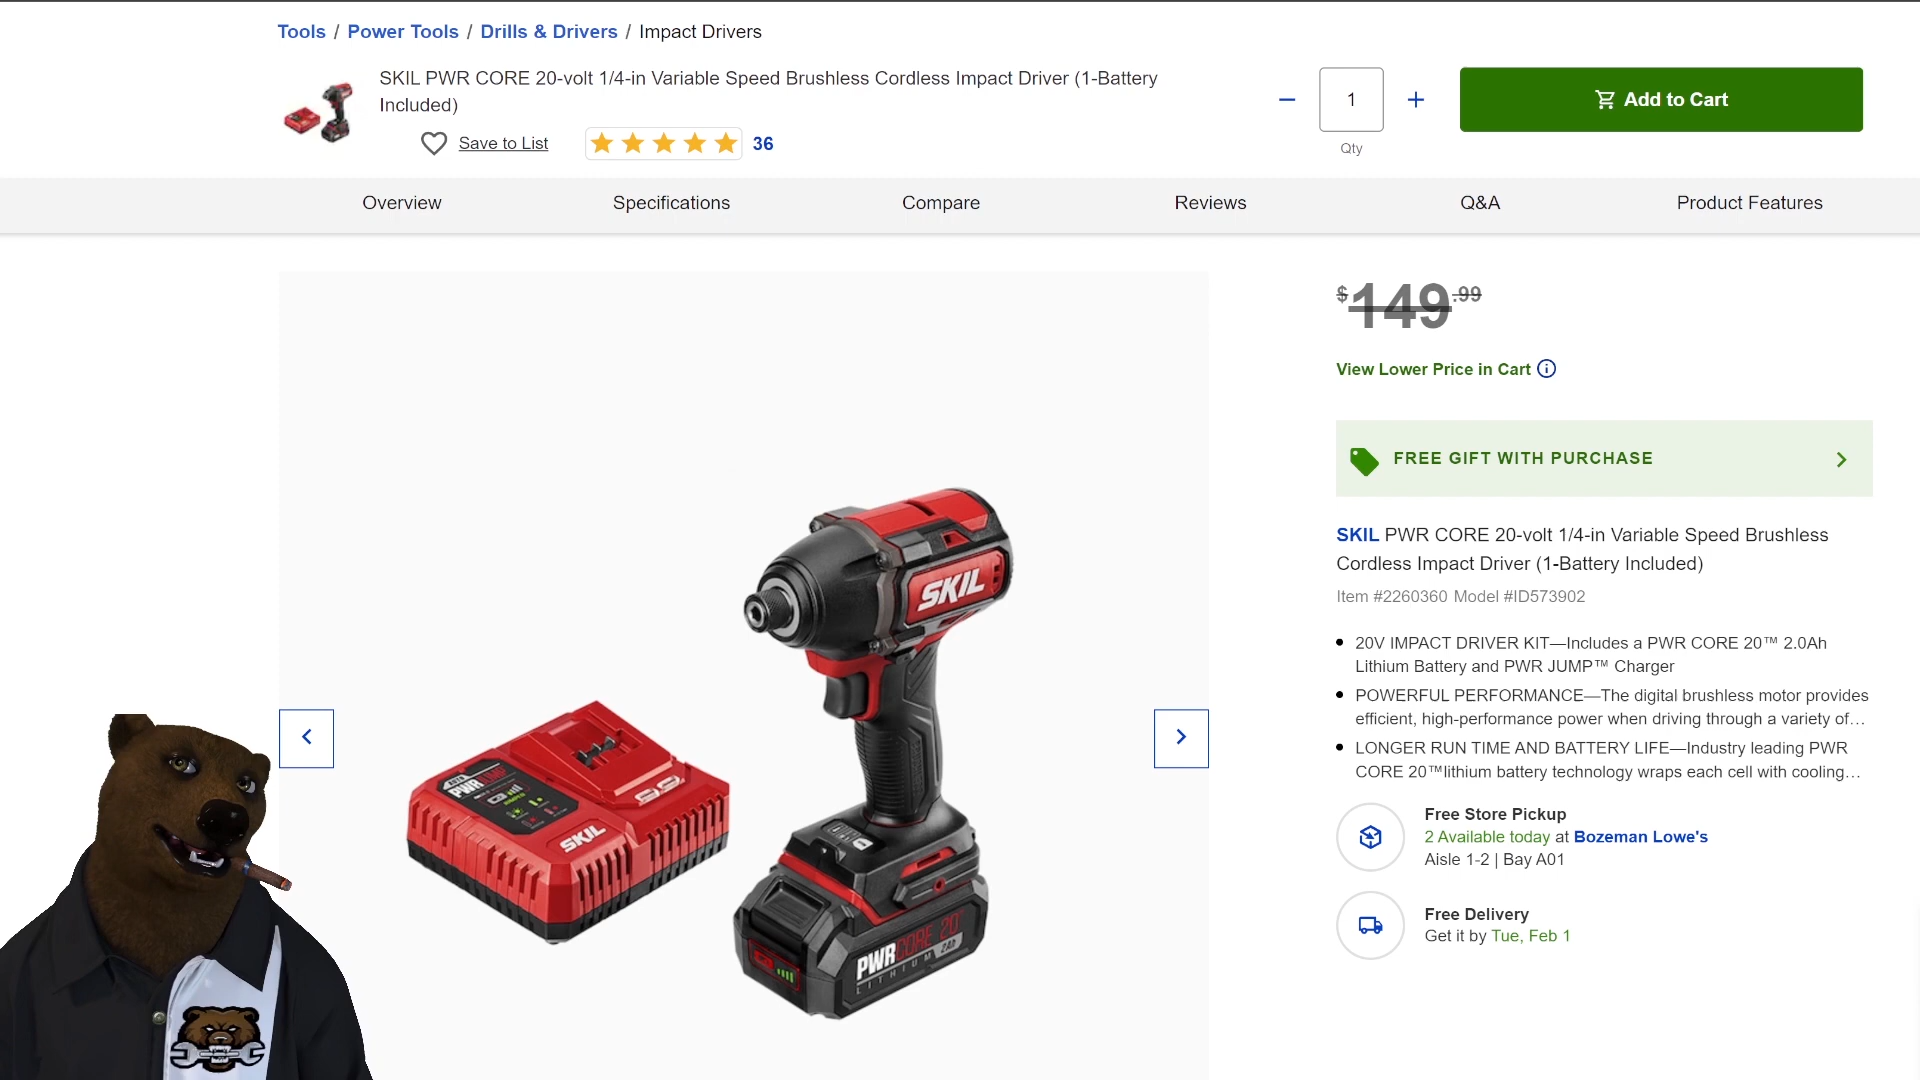 Tools / Power Tools / Drills & Drivers / Impact Drivers
SKIL PWR CORE 20-volt 1/4-in Variable Speed Brushless Cordless Impact Driver (1-Battery
Included)
Save to List
36
1
Qty
Add to Cart
Overview
Specifications
Compare
Reviews
Q&A
Product Features
$149.99
View Lower Price in Cart
FREE GIFT WITH PURCHASE
SKIL PWR CORE 20-volt 1/4-in Variable Speed Brushless
Cordless Impact Driver (1-Battery Included)
Item #2260360 Model #ID573902
20V IMPACT DRIVER KIT—Includes a PWR CORE 20™ 2.0Ah
Lithium Battery and PWR JUMP™ Charger
POWERFUL PERFORMANCE—The digital brushless motor provides
efficient, high-performance power when driving through a variety of...
LONGER RUN TIME AND BATTERY LIFE—Industry leading PWR
CORE 20™lithium battery technology wraps each cell with cooling...
Free Store Pickup
2 Available today at Bozeman Lowe's
Aisle 1-2 | Bay A01
Free Delivery
Get it by Tue, Feb 1
SKIL
AUTO
PWRJUMP
SKIL
PWRCORE 20™
LITHIUM 2Ah